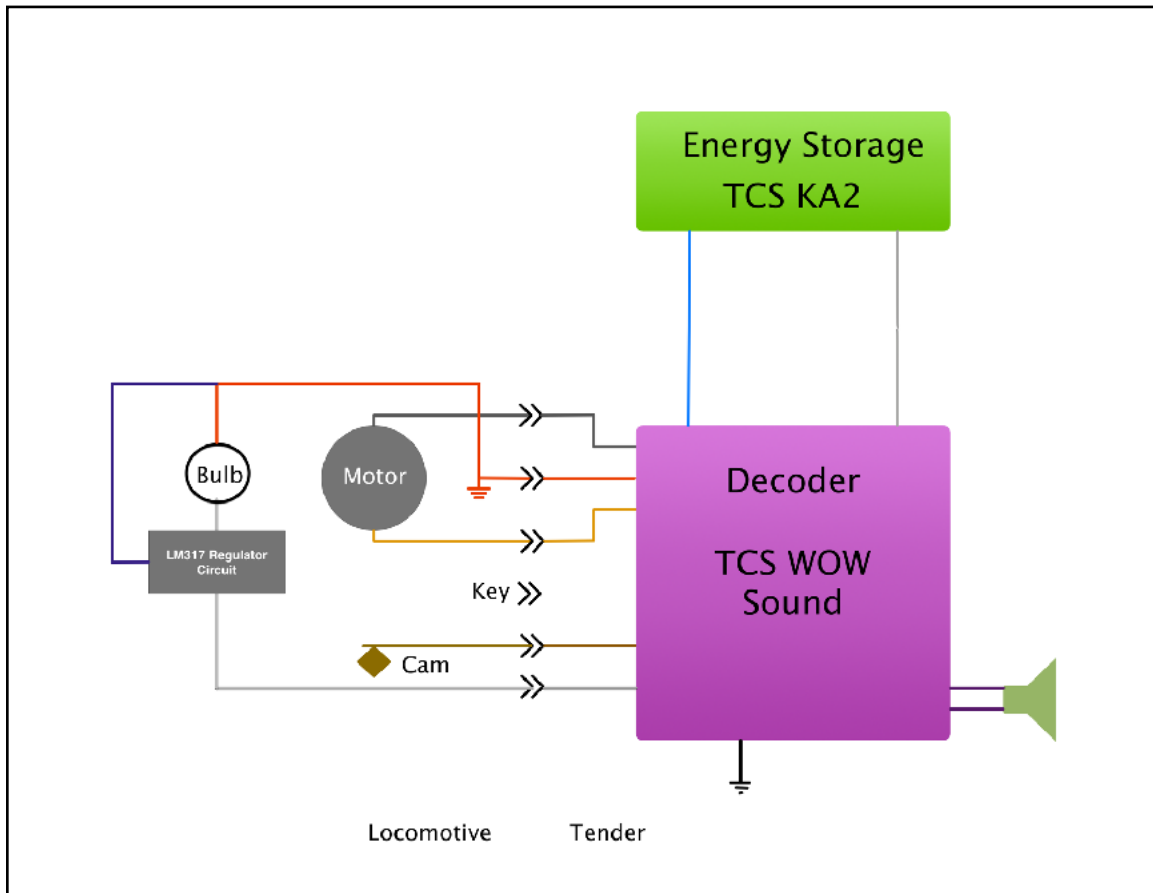 Energy Storage
TCS KA2
Bulb
Motor
Decoder
LM317 Regulator
Circuit
TCS WOW
Sound
Key
Cam
Locomotive
Tender